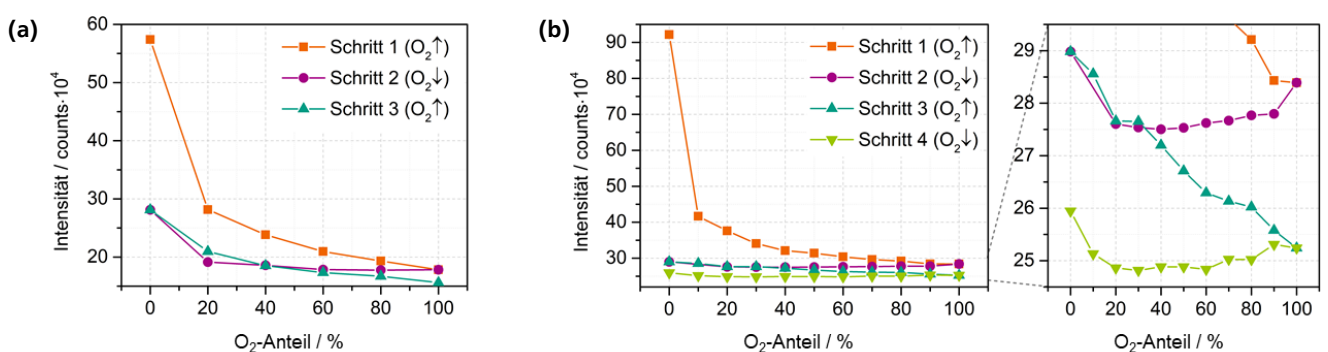 (a)
60
50
40
30
20
Intensität / counts·10⁴
0 20 40 60 80 100
O₂-Anteil / %
Schritt 1 (O₂↑)
Schritt 2 (O₂↓)
Schritt 3 (O₂↑)
(b)
90
80
70
60
50
40
30
Intensität / counts·10⁴
0 20 40 60 80 100
O₂-Anteil / %
Schritt 1 (O₂↑)
Schritt 2 (O₂↓)
Schritt 3 (O₂↑)
Schritt 4 (O₂↓)
29
28
27
26
25
0 20 40 60 80 100
O₂-Anteil / %